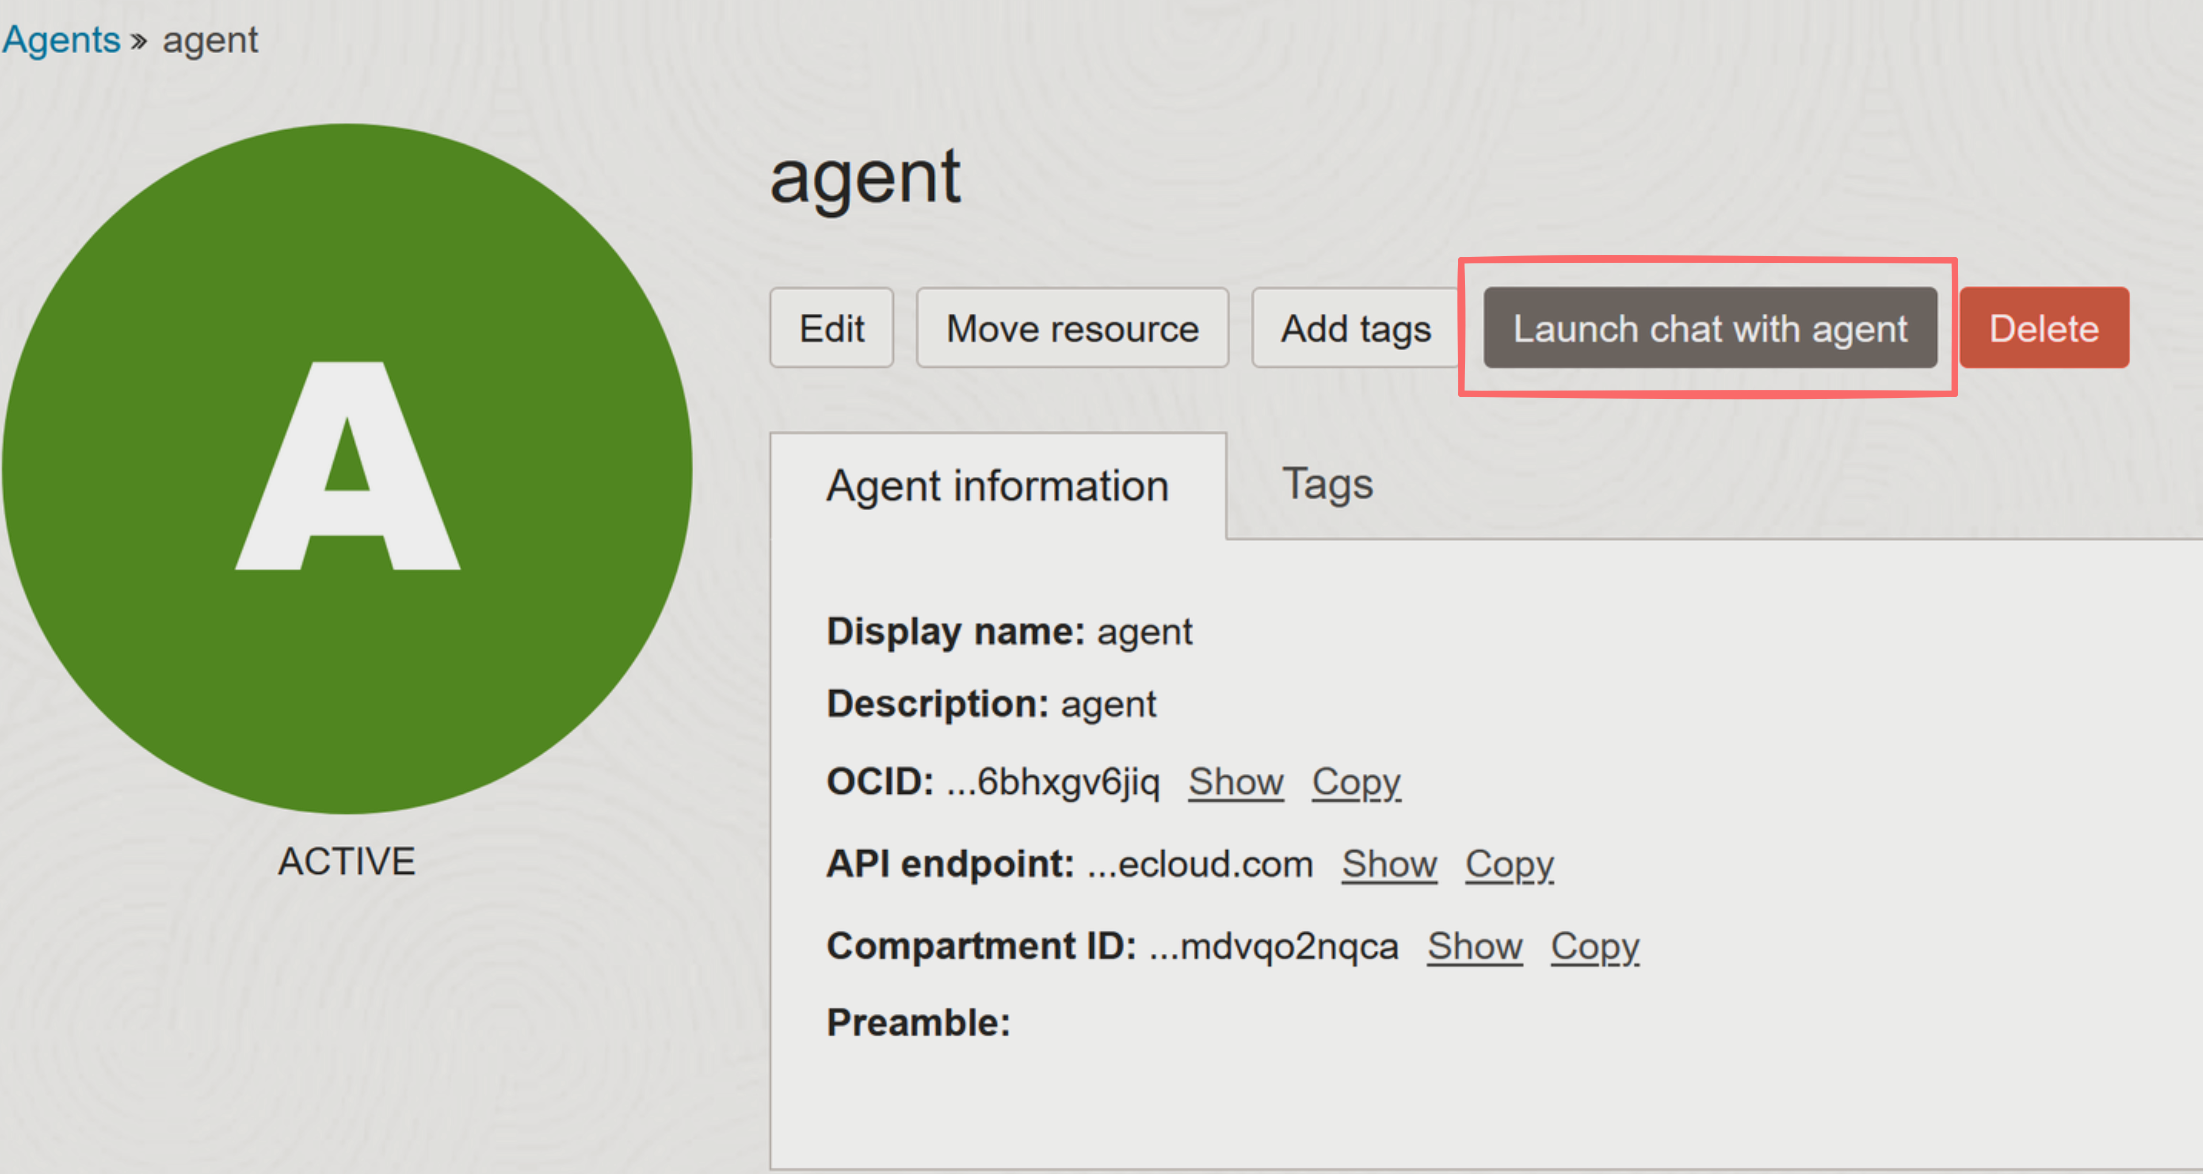 Agents » agent
agent
Edit Move resource Add tags Launch chat with agent Delete
Agent information Tags
A
Display name: agent
Description: agent
OCID: ...6bhxgv6jiq Show Copy
API endpoint: ...ecloud.com Show Copy
Compartment ID: ...mdvqo2nqca Show Copy
Preamble:
ACTIVE